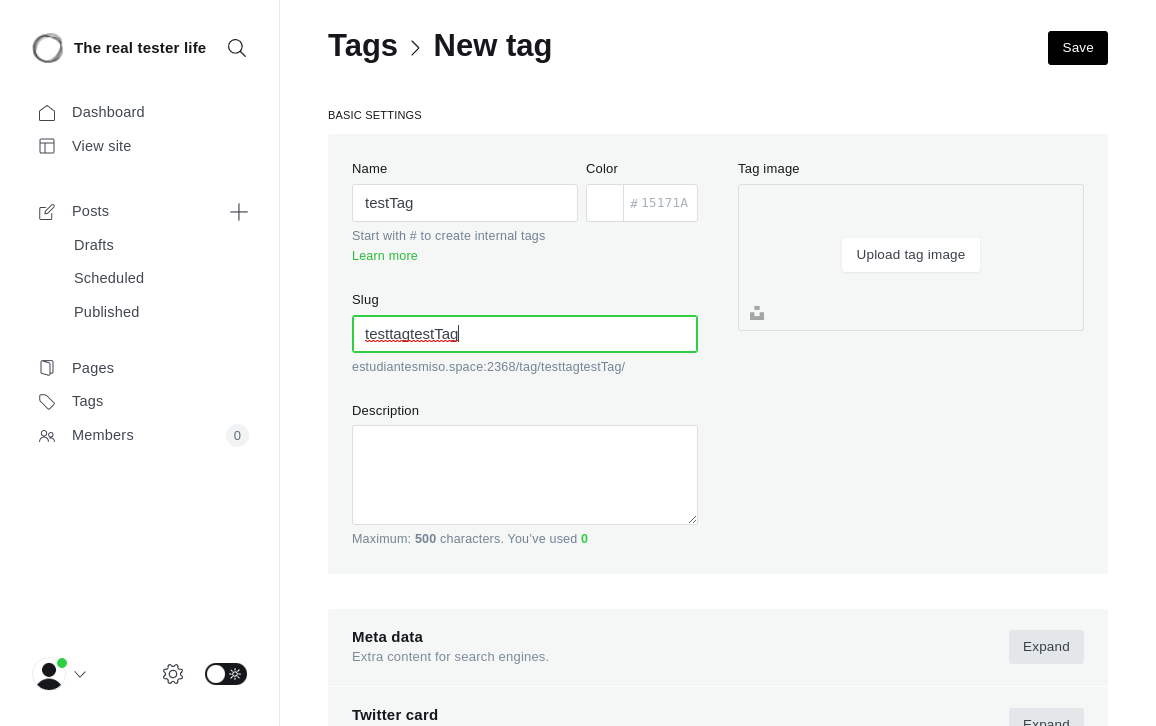 The real tester life
Dashboard
View site
Posts
Drafts
Scheduled
Published
Pages
Tags
Members
0
Tags > New tag
Save
BASIC SETTINGS
Name
testTag
Start with # to create internal tags
Learn more
Color
# 15171A
Slug
testtagtestTag
estudiantesmiso.space:2368/tag/testtagtestTag/
Description
Maximum: 500 characters. You’ve used 0
Tag image
Upload tag image
Meta data
Extra content for search engines.
Expand
Twitter card
Expand